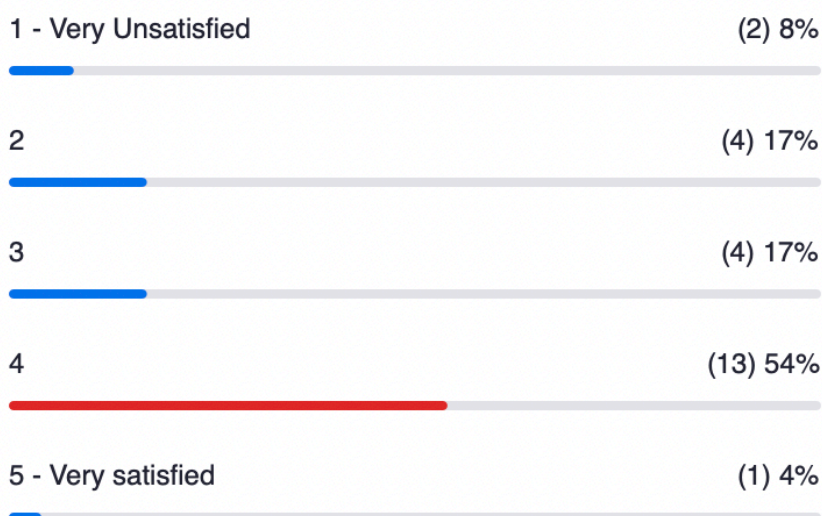 1 - Very Unsatisfied (2) 8%
2 (4) 17%
3 (4) 17%
4 (13) 54%
5 - Very satisfied (1) 4%